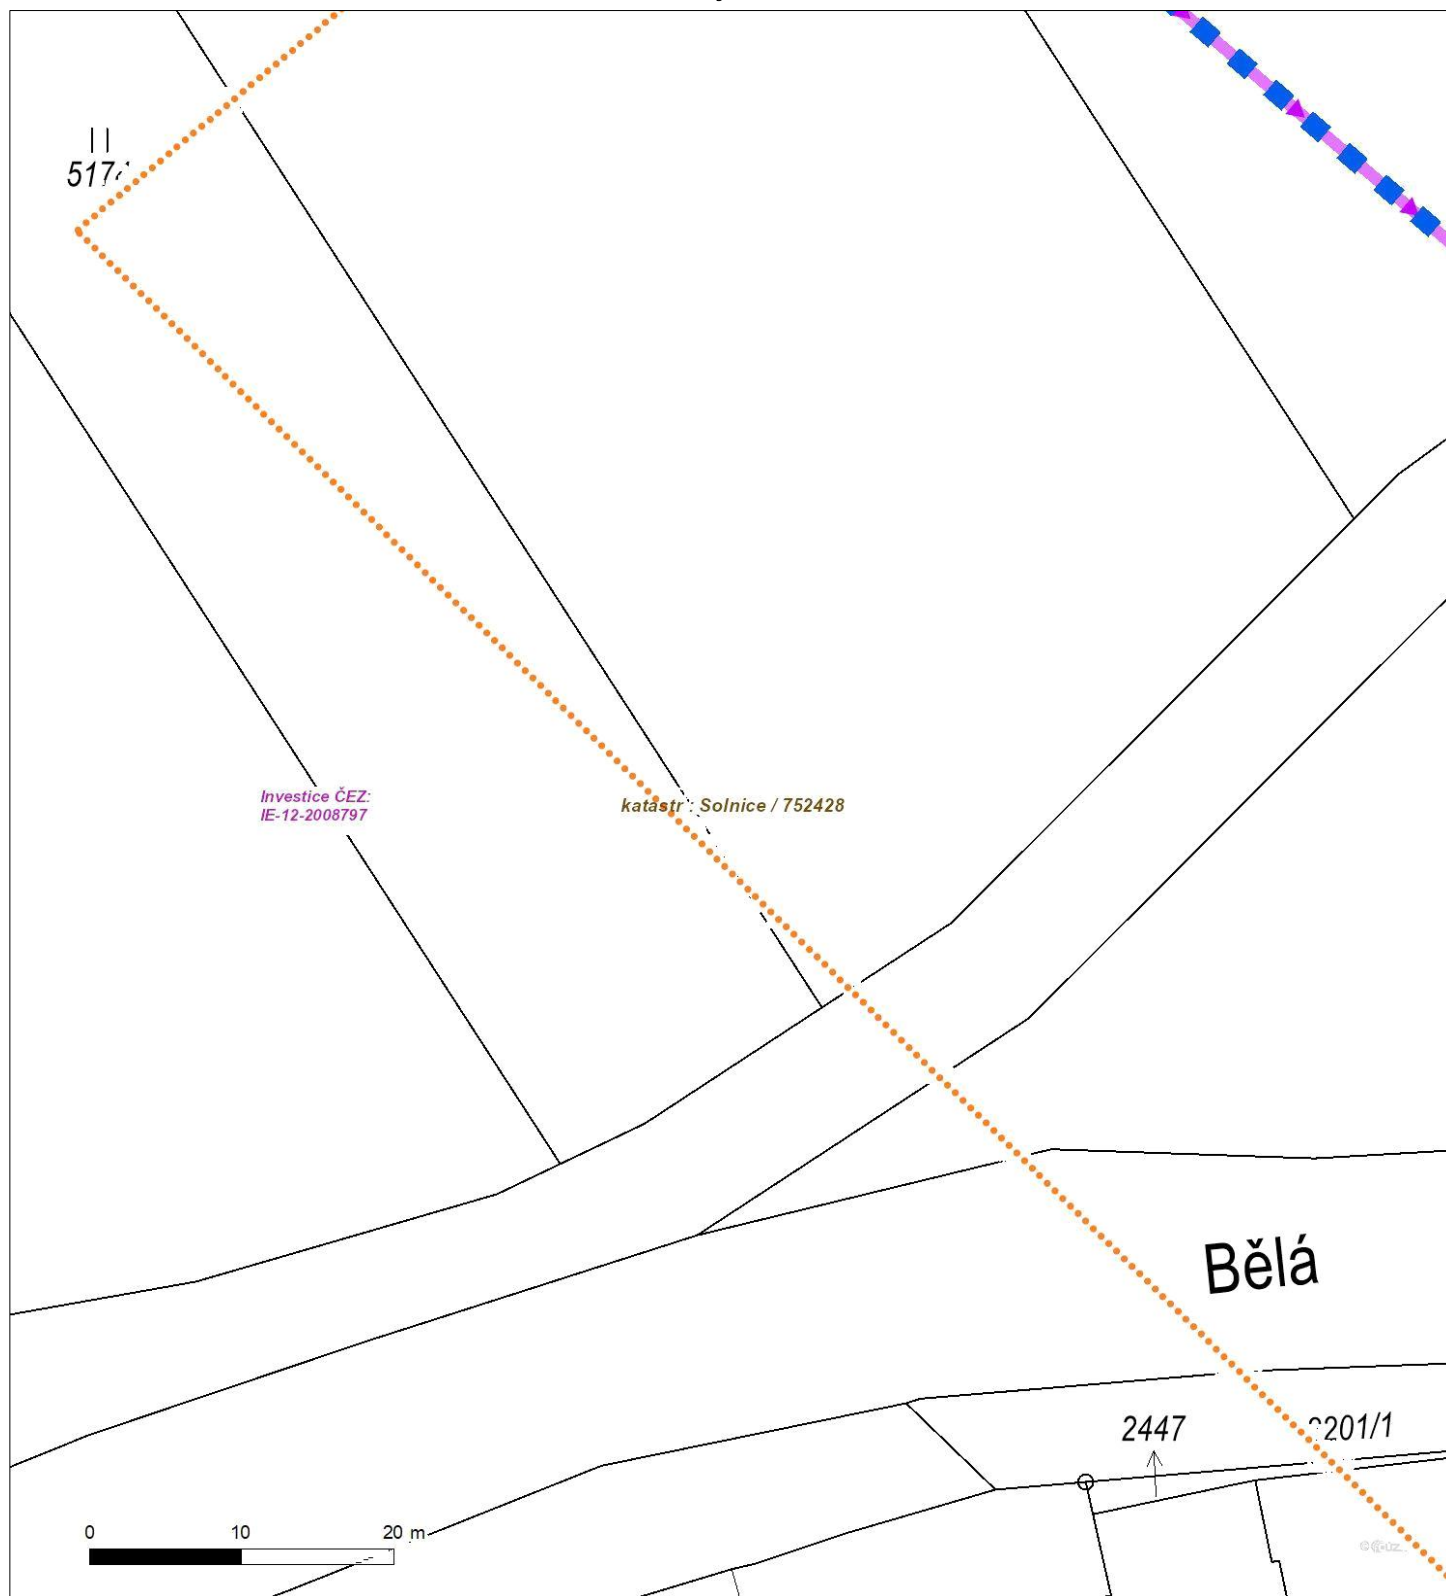 Investice ČEZ:
IE-12-2008797
katastr : Solnice / 752428
Bělá
2447
0 10 20 m